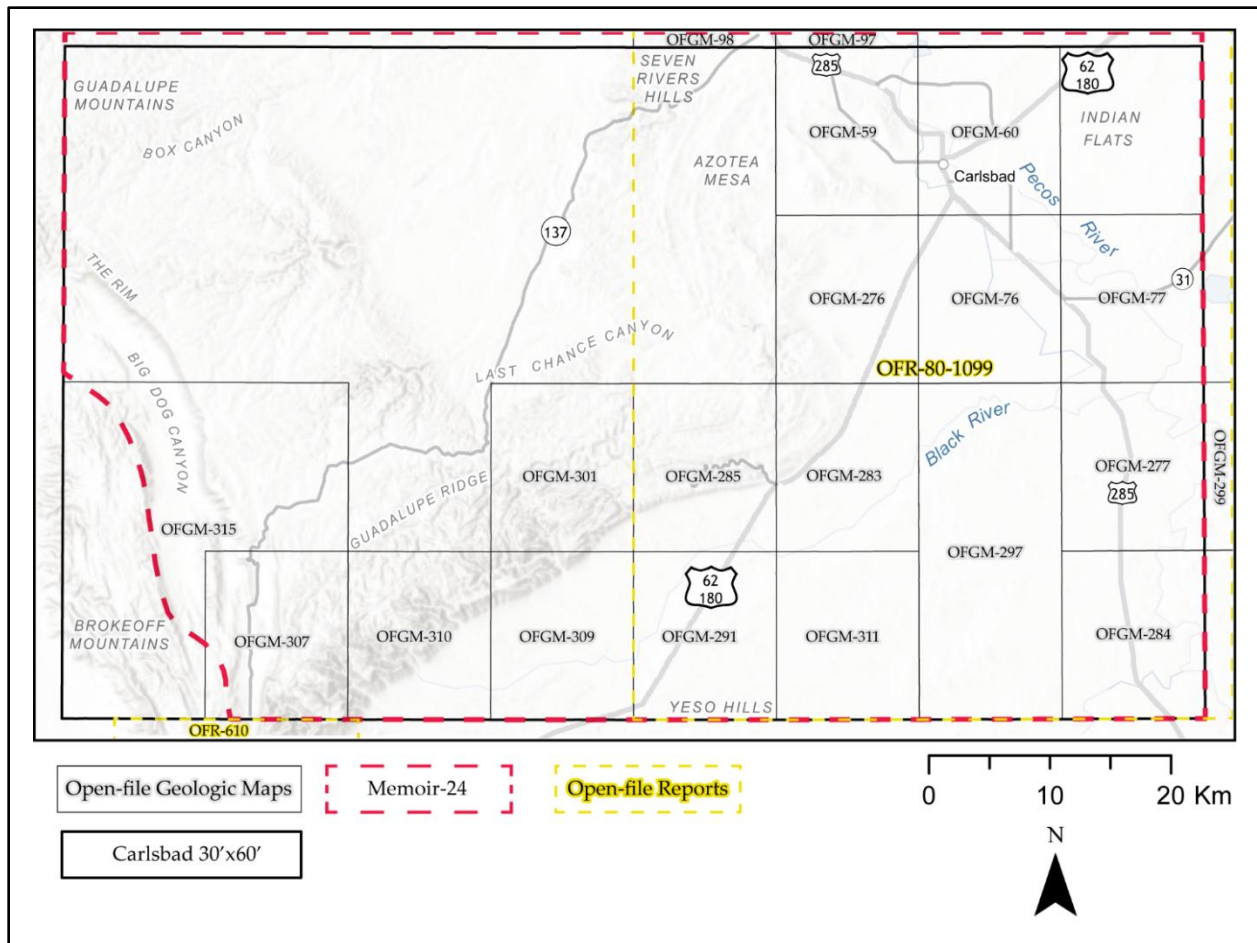 OFGM-98
OFGM-97
GUADALUPE
MOUNTAINS
SEVEN
RIVERS
HILLS
285
62
180
BOX CANYON
OFGM-59
OFGM-60
INDIAN
FLATS
AZOTEA
MESA
Carlsbad
Pecos
River
137
THE RIM
31
OFGM-276
OFGM-76
OFGM-77
LAST CHANCE CANYON
BIG DOG CANYON
OFR-80-1099
Black River
OFGM-299
GUADALUPE RIDGE
OFGM-301
OFGM-285
OFGM-283
OFGM-277
285
OFGM-315
OFGM-297
62
180
BROKEOFF
MOUNTAINS
OFGM-307
OFGM-310
OFGM-309
OFGM-291
OFGM-311
OFGM-284
YESO HILLS
OFR-610
Open-file Geologic Maps
Memoir-24
Open-file Reports
0 10 20 Km
Carlsbad 30'x60'
N